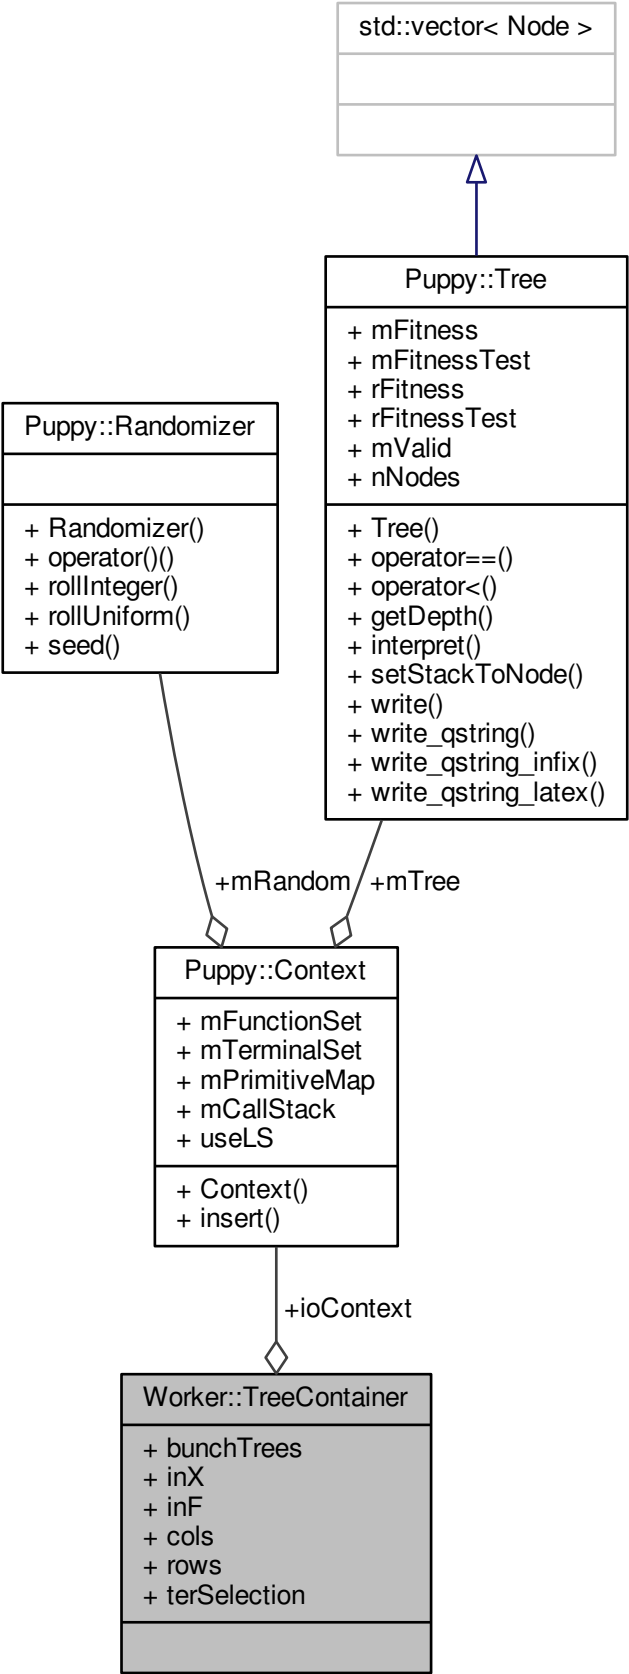 std::vector< Node >
Puppy::Tree
+ mFitness
+ mFitnessTest
+ rFitness
+ rFitnessTest
+ mValid
+ nNodes
+ Tree()
+ operator==()
+ operator<()
+ getDepth()
+ interpret()
+ setStackToNode()
+ write()
+ write_qstring()
+ write_qstring_infix()
+ write_qstring_latex()
Puppy::Randomizer
+ Randomizer()
+ operator()()
+ rollInteger()
+ rollUniform()
+ seed()
+mRandom
+mTree
Puppy::Context
+ mFunctionSet
+ mTerminalSet
+ mPrimitiveMap
+ mCallStack
+ useLS
+ Context()
+ insert()
+ioContext
Worker::TreeContainer
+ bunchTrees
+ inX
+ inF
+ cols
+ rows
+ terSelection